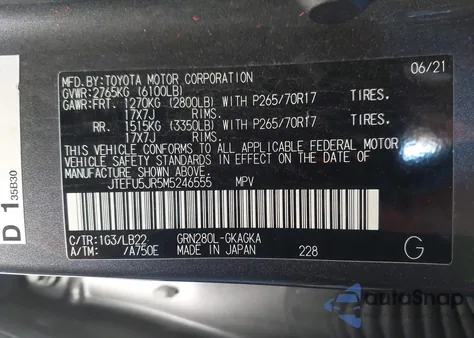 MFD.BY:TOYOTA MOTOR CORPORATION 06/21
GVWR:2765KG (6100LB)
GAWR:FRT. 1270KG (2800LB) WITH P265/70R17 TIRES.
17X7J RIMS.
RR. 1515KG (3350LB) WITH P265/70R17 TIRES.
17X7J RIMS.
THIS VEHICLE CONFORMS TO ALL APPLICABLE FEDERAL MOTOR
VEHICLE SAFETY STANDARDS IN EFFECT ON THE DATE OF
MANUFACTURE SHOWN ABOVE.
JTEFU5JR5M5246555 MPV
C/TR:1G3/LB22 GRN280L-GKAGKA
A/TM: /A750E MADE IN JAPAN 228 G
D 1 35B30
autoSnap